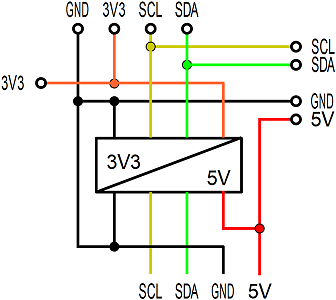 GND 3V3 SCL SDA
SCL
SDA
3V3
GND
5V
3V3
5V
SCL SDA GND 5V